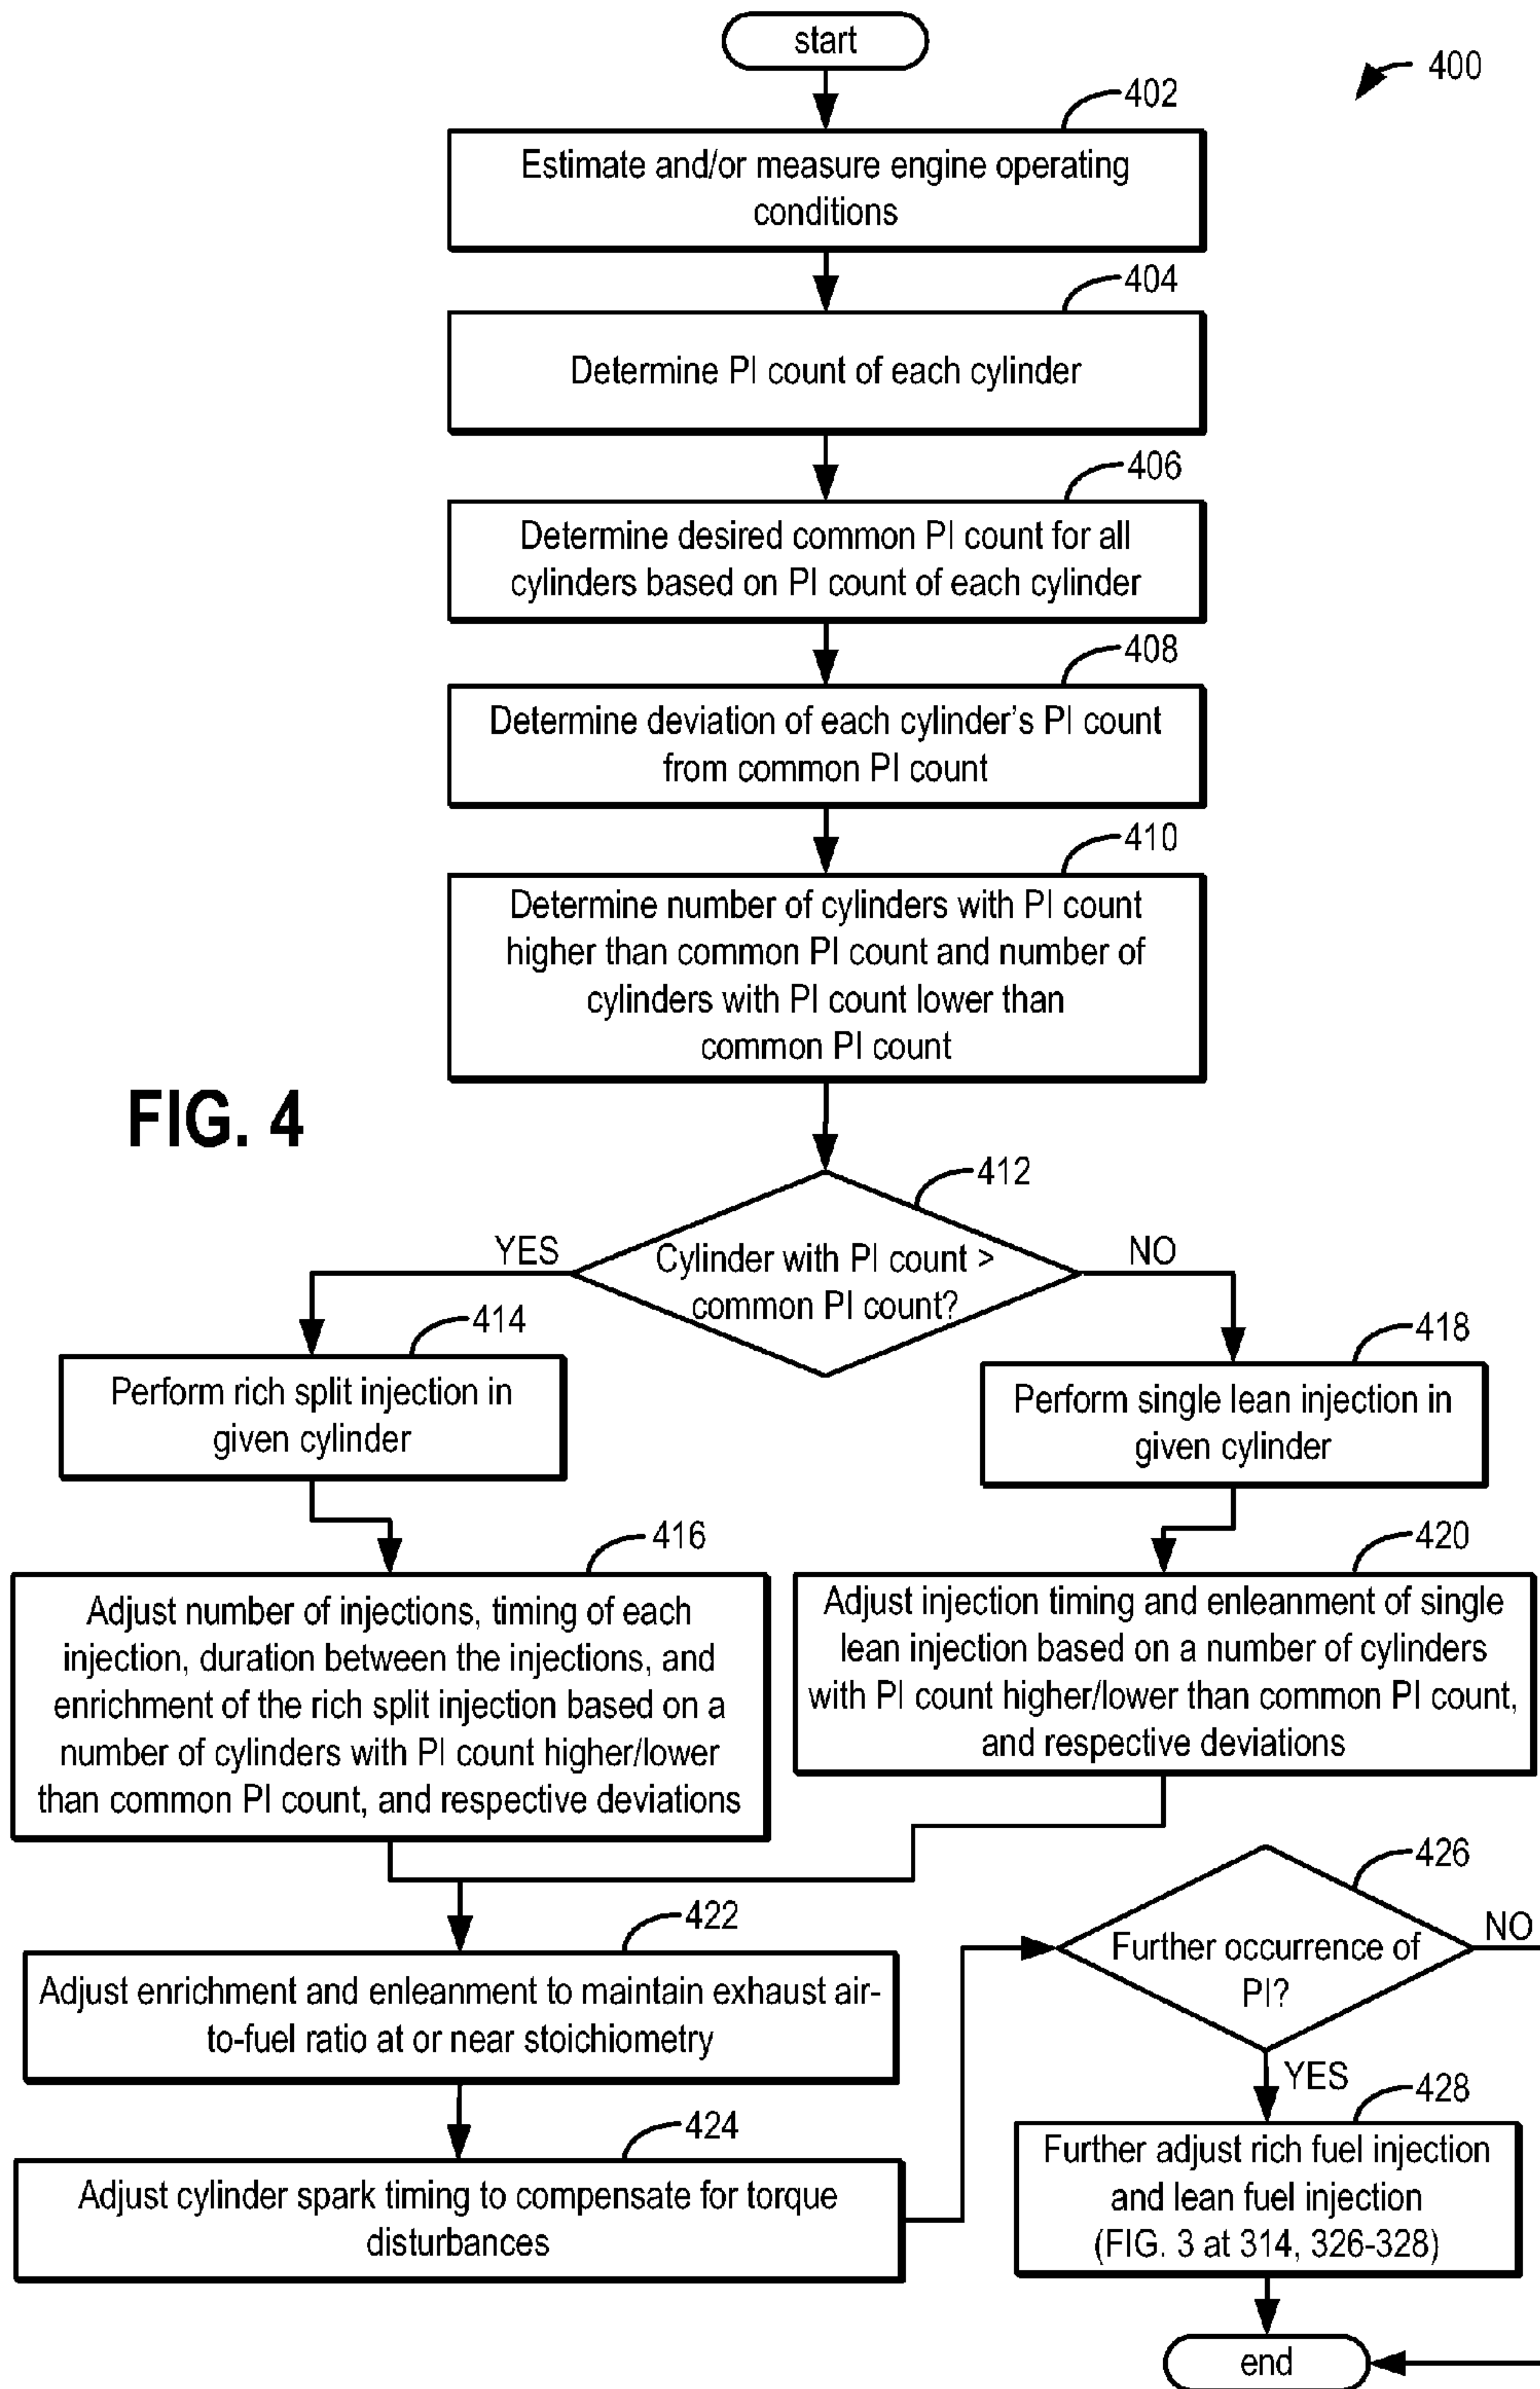 start
400
402
Estimate and/or measure engine operating
conditions
404
Determine PI count of each cylinder
406
Determine desired common PI count for all
cylinders based on PI count of each cylinder
408
Determine deviation of each cylinder's PI count
from common PI count
410
Determine number of cylinders with PI count
higher than common PI count and number of
cylinders with PI count lower than
common PI count
FIG. 4
412
YES
Cylinder with PI count >
common PI count?
NO
414
Perform rich split injection in
given cylinder
418
Perform single lean injection in
given cylinder
416
Adjust number of injections, timing of each
injection, duration between the injections, and
enrichment of the rich split injection based on a
number of cylinders with PI count higher/lower
than common PI count, and respective deviations
420
Adjust injection timing and enleanment of single
lean injection based on a number of cylinders
with PI count higher/lower than common PI count,
and respective deviations
422
Adjust enrichment and enleanment to maintain exhaust air-
to-fuel ratio at or near stoichiometry
424
Adjust cylinder spark timing to compensate for torque
disturbances
426
Further occurrence of
PI?
NO
YES
428
Further adjust rich fuel injection
and lean fuel injection
(FIG. 3 at 314, 326-328)
end